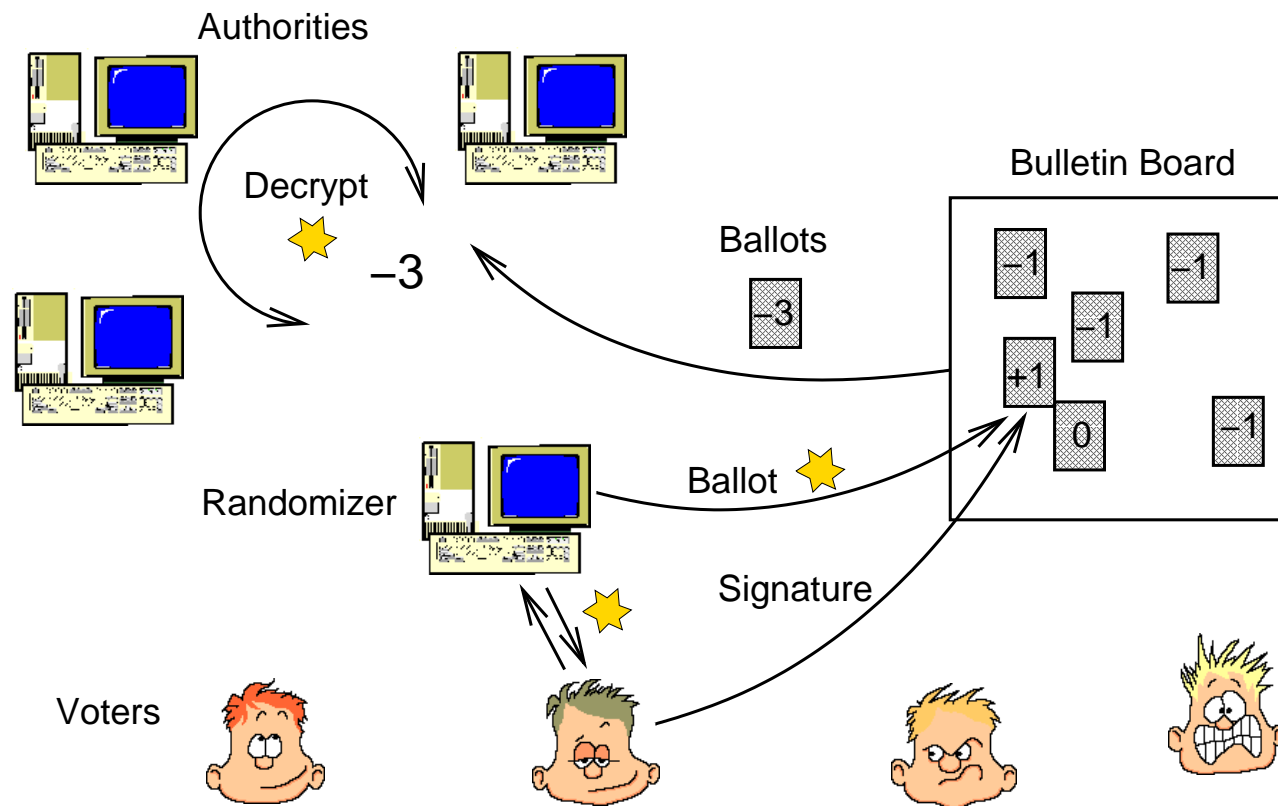 Authorities
Bulletin Board
Decrypt
−3
Ballots
−3
−1
−1
−1
+1
0
−1
Randomizer
Ballot
Signature
Voters